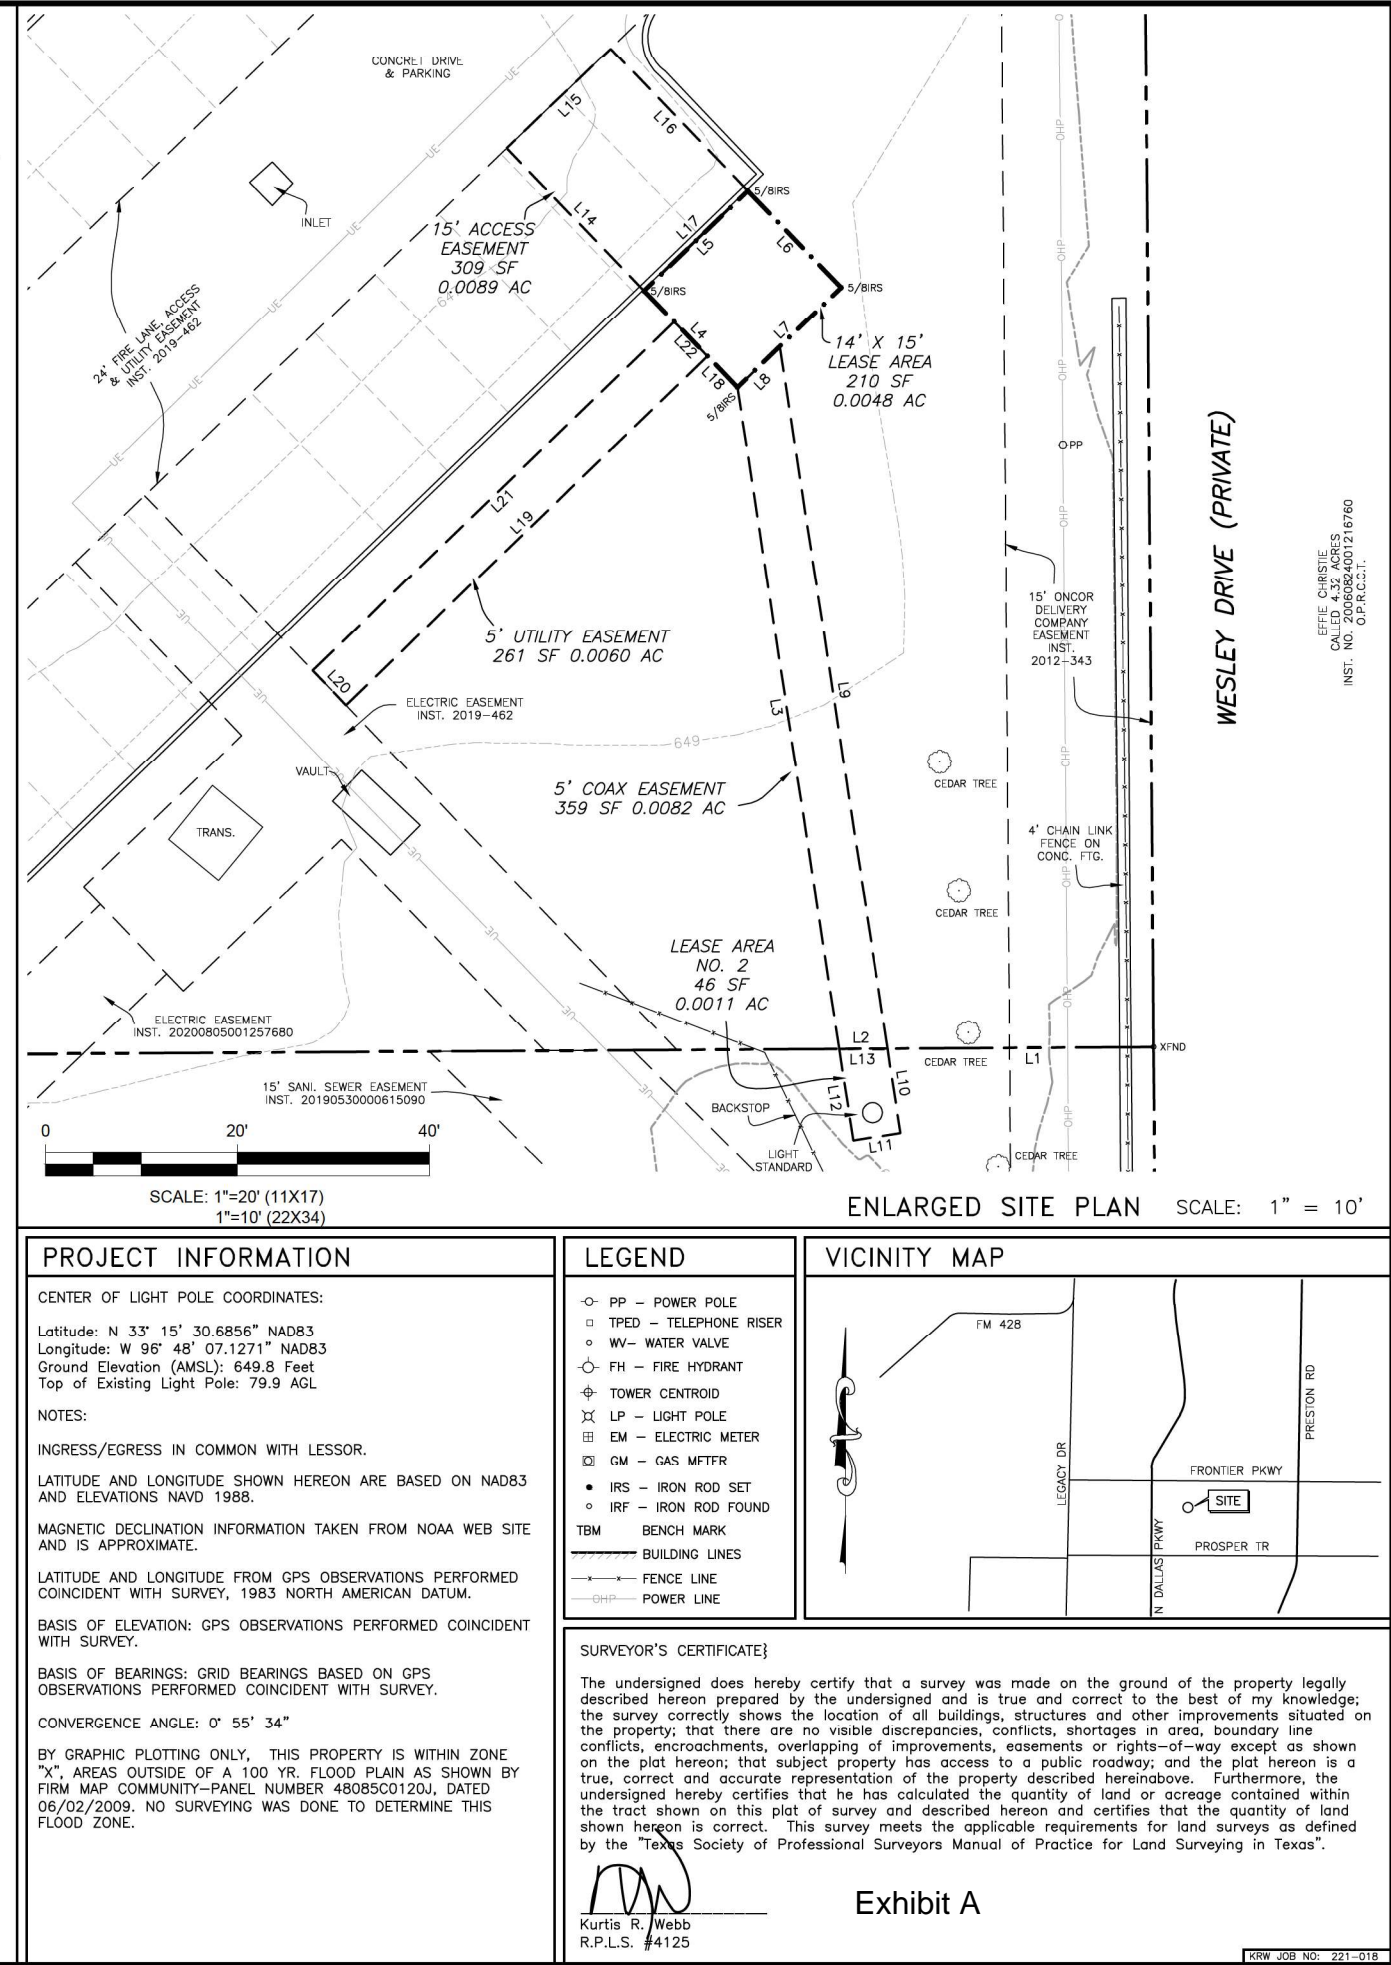 CONCRET DRIVE
& PARKING
UE
UE
UE
UE
UE
UE
UE
UE
UE
UE
UE
UE
UE
UE
INLET
24' FIRE LANE, ACCESS
& UTILITY EASEMENT
INST. 2019-462
L15
L16
L14
15' ACCESS
EASEMENT
309 SF
0.0089 AC
L17
L5
L6
5/8IRS
5/8IRS
5/8IRS
5/8IRS
L4
L22
L18
L7
L8
14' X 15'
LEASE AREA
210 SF
0.0048 AC
L21
L19
L20
5' UTILITY EASEMENT
261 SF 0.0060 AC
ELECTRIC EASEMENT
INST. 2019-462
VAULT
TRANS.
649
L3
L9
5' COAX EASEMENT
359 SF 0.0082 AC
OHP
OHP
OHP
OHP
OHP
OHP
OHP
OHP
PP
15' ONCOR
DELIVERY
COMPANY
EASEMENT
INST.
2012-343
WESLEY DRIVE (PRIVATE)
EFFIE CHRISTIE
CALLED 4.32 ACRES
INST. NO. 20060824001216760
O.P.R.C.C.T.
CEDAR TREE
CEDAR TREE
CEDAR TREE
CEDAR TREE
4' CHAIN LINK
FENCE ON
CONC. FTG.
LEASE AREA
NO. 2
46 SF
0.0011 AC
ELECTRIC EASEMENT
INST. 20200805001257680
15' SANI. SEWER EASEMENT
INST. 20190530000615090
L2
L13
L1
XFND
L12
L10
L11
BACKSTOP
LIGHT
STANDARD
0 20' 40'
SCALE: 1"=20' (11X17)
1"=10' (22X34)
ENLARGED SITE PLAN SCALE: 1" = 10'
PROJECT INFORMATION
CENTER OF LIGHT POLE COORDINATES:
Latitude: N 33° 15' 30.6856" NAD83
Longitude: W 96° 48' 07.1271" NAD83
Ground Elevation (AMSL): 649.8 Feet
Top of Existing Light Pole: 79.9 AGL
NOTES:
INGRESS/EGRESS IN COMMON WITH LESSOR.
LATITUDE AND LONGITUDE SHOWN HEREON ARE BASED ON NAD83
AND ELEVATIONS NAVD 1988.
MAGNETIC DECLINATION INFORMATION TAKEN FROM NOAA WEB SITE
AND IS APPROXIMATE.
LATITUDE AND LONGITUDE FROM GPS OBSERVATIONS PERFORMED
COINCIDENT WITH SURVEY, 1983 NORTH AMERICAN DATUM.
BASIS OF ELEVATION: GPS OBSERVATIONS PERFORMED COINCIDENT
WITH SURVEY.
BASIS OF BEARINGS: GRID BEARINGS BASED ON GPS
OBSERVATIONS PERFORMED COINCIDENT WITH SURVEY.
CONVERGENCE ANGLE: 0° 55' 34"
BY GRAPHIC PLOTTING ONLY, THIS PROPERTY IS WITHIN ZONE
"X", AREAS OUTSIDE OF A 100 YR. FLOOD PLAIN AS SHOWN BY
FIRM MAP COMMUNITY-PANEL NUMBER 48085C0120J, DATED
06/02/2009. NO SURVEYING WAS DONE TO DETERMINE THIS
FLOOD ZONE.
LEGEND
PP - POWER POLE
TPED - TELEPHONE RISER
WV- WATER VALVE
FH - FIRE HYDRANT
TOWER CENTROID
LP - LIGHT POLE
EM - ELECTRIC METER
GM - GAS METER
IRS - IRON ROD SET
IRF - IRON ROD FOUND
TBM BENCH MARK
BUILDING LINES
FENCE LINE
OHP POWER LINE
VICINITY MAP
FM 428
LEGACY DR
N DALLAS PKWY
PRESTON RD
FRONTIER PKWY
SITE
PROSPER TR
SURVEYOR'S CERTIFICATE}
The undersigned does hereby certify that a survey was made on the ground of the property legally
described hereon prepared by the undersigned and is true and correct to the best of my knowledge;
the survey correctly shows the location of all buildings, structures and other improvements situated on
the property; that there are no visible discrepancies, conflicts, shortages in area, boundary line
conflicts, encroachments, overlapping of improvements, easements or rights-of-way except as shown
on the plat hereon; that subject property has access to a public roadway; and the plat hereon is a
true, correct and accurate representation of the property described hereinabove. Furthermore, the
undersigned hereby certifies that he has calculated the quantity of land or acreage contained within
the tract shown on this plat of survey and described hereon and certifies that the quantity of land
shown hereon is correct. This survey meets the applicable requirements for land surveys as defined
by the "Texas Society of Professional Surveyors Manual of Practice for Land Surveying in Texas".
Kurtis R. Webb
R.P.L.S. #4125
Exhibit A
KRW JOB NO: 221-018